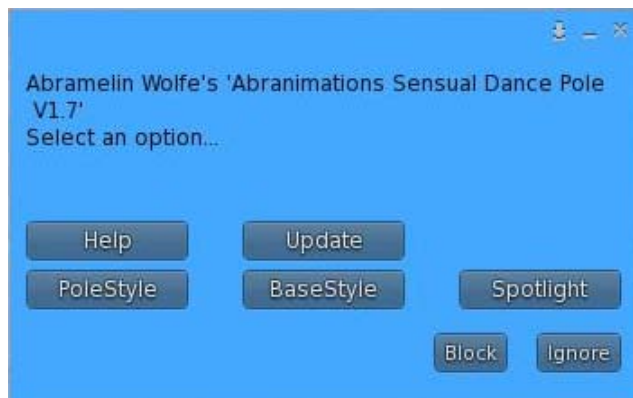 Abramelin Wolfe's 'Abranimations Sensual Dance Pole
V1.7'
Select an option...
Help Update
PoleStyle BaseStyle Spotlight
Block Ignore